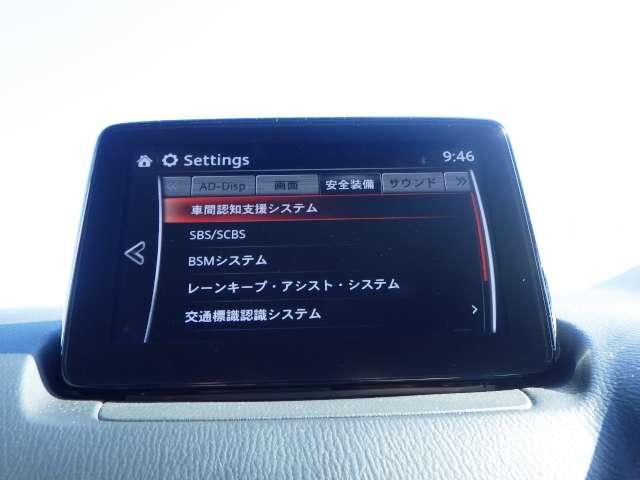 Settings 9:46
AD-Disp 画面 安全装備 サウンド
車間認知支援システム
SBS/SCBS
BSMシステム
レーンキープ・アシスト・システム
交通標識認識システム